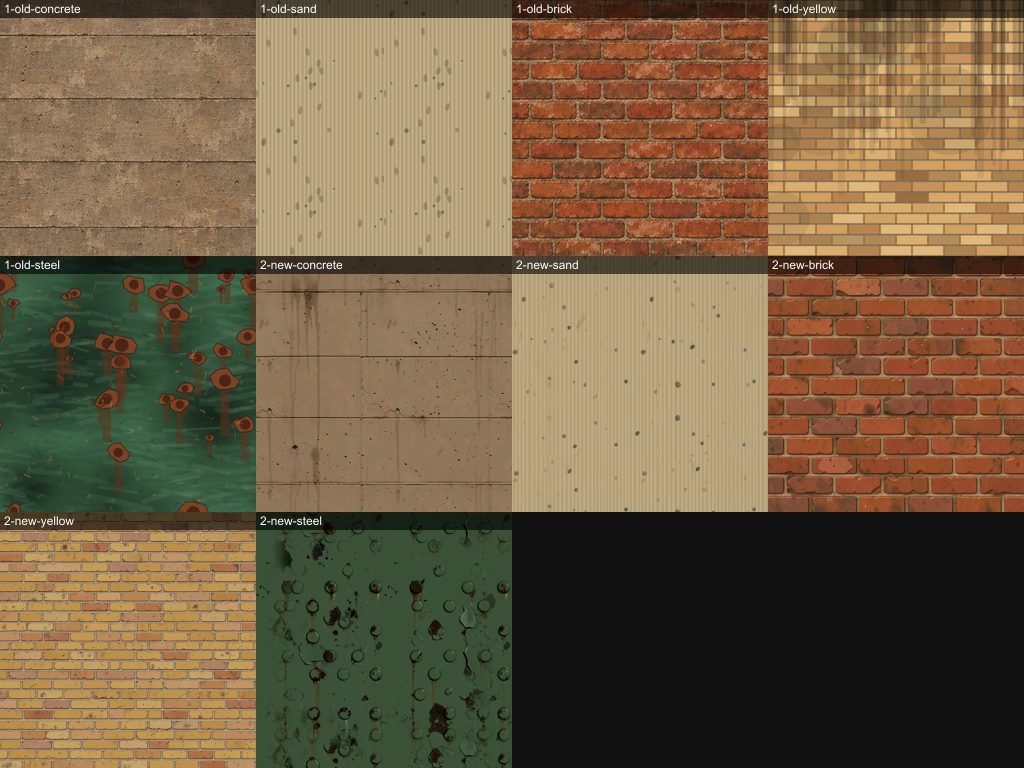 1-old-concrete
1-old-sand
1-old-brick
1-old-yellow
1-old-steel
2-new-concrete
2-new-sand
2-new-brick
2-new-yellow
2-new-steel